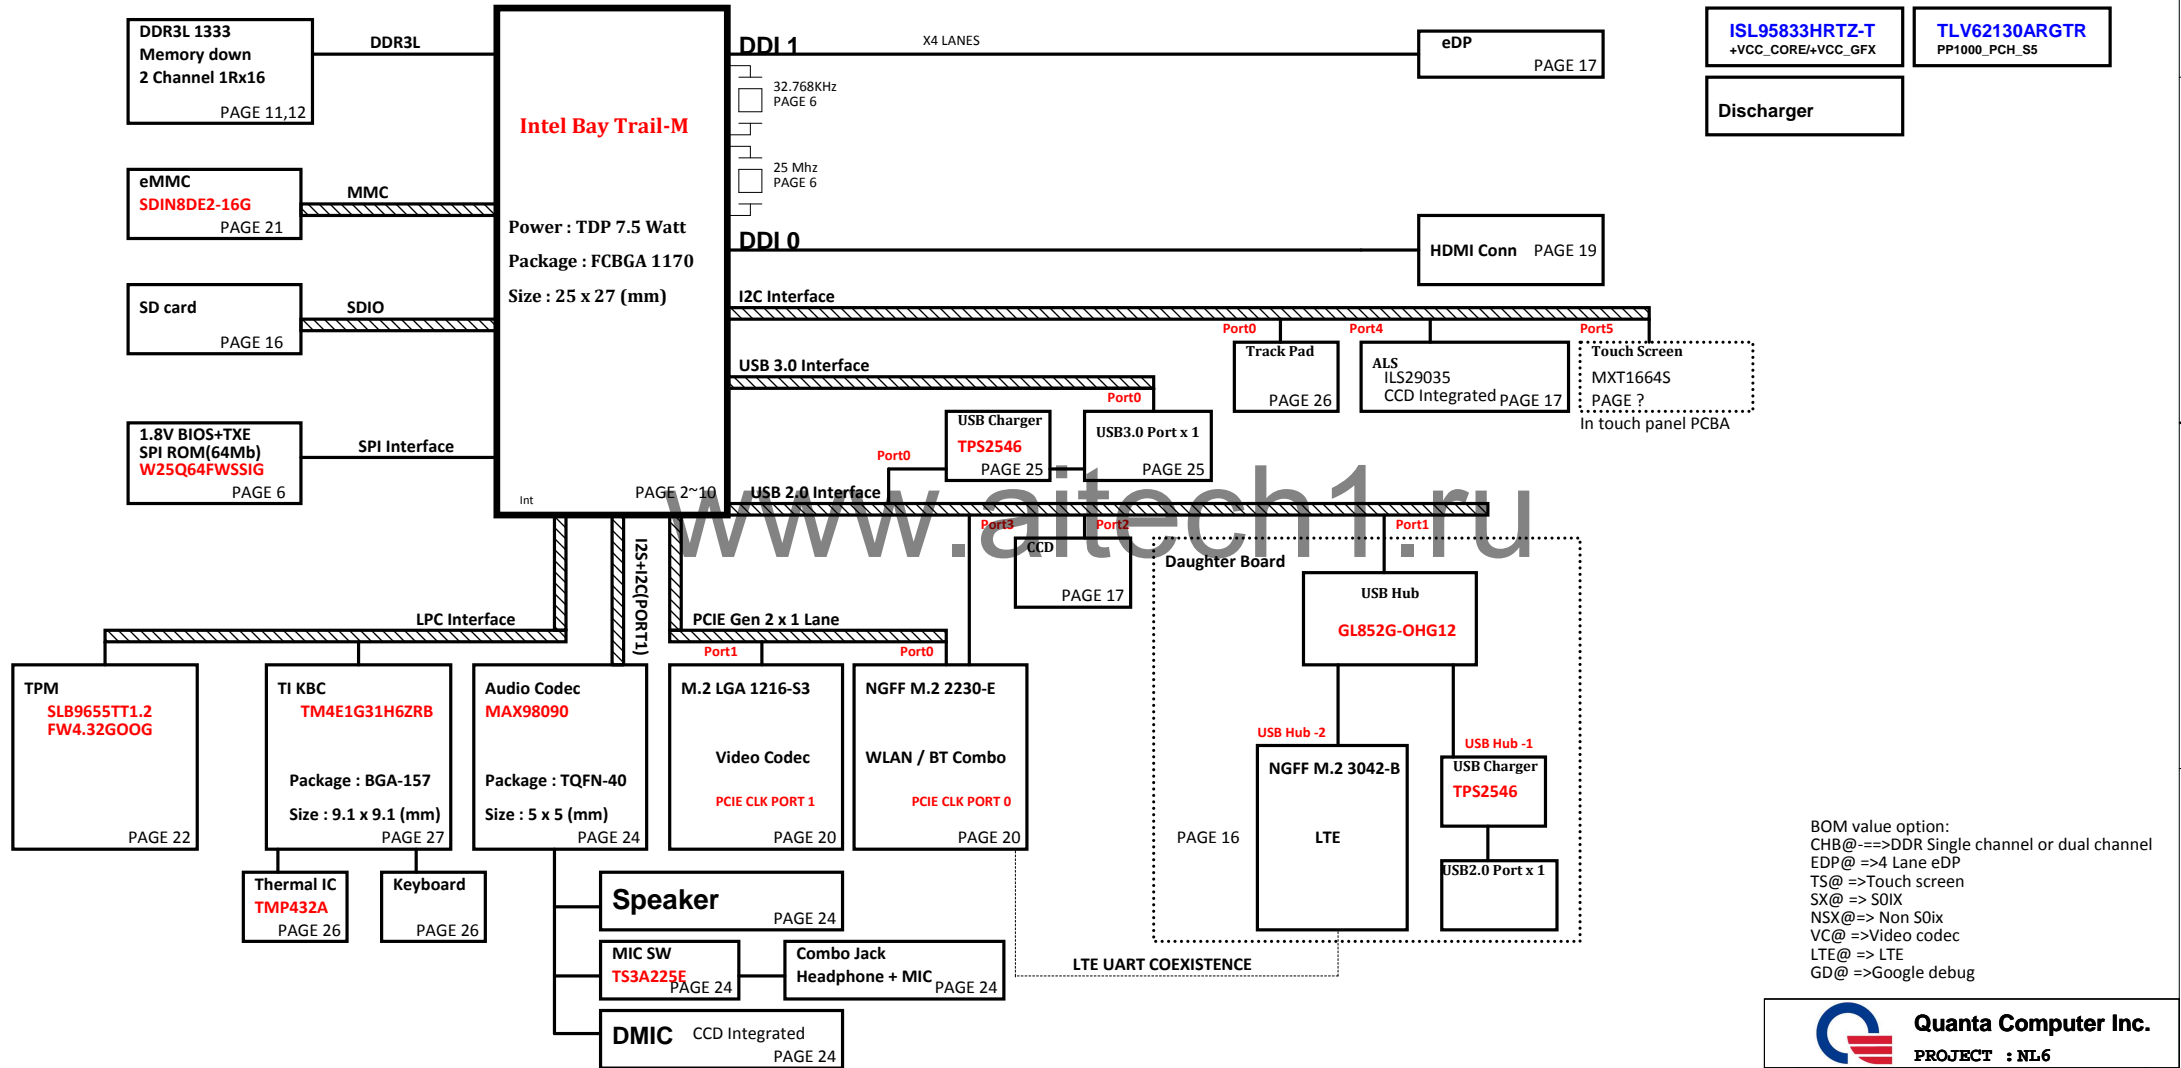 DDR3L 1333
Memory down
2 Channel 1Rx16
PAGE 11,12
DDR3L
eMMC
SDIN8DE2-16G
PAGE 21
MMC
SD card
PAGE 16
SDIO
1.8V BIOS+TXE
SPI ROM(64Mb)
W25Q64FWSSIG
PAGE 6
SPI Interface
Intel Bay Trail-M
Power : TDP 7.5 Watt
Package : FCBGA 1170
Size : 25 x 27 (mm)
Int
PAGE 2~10
DDI 1
X4 LANES
32.768KHz
PAGE 6
25 Mhz
PAGE 6
DDI 0
eDP
PAGE 17
HDMI Conn PAGE 19
I2C Interface
Port0
Port4
Port5
Track Pad
PAGE 26
ALS
ILS29035
CCD Integrated
PAGE 17
Touch Screen
MXT1664S
PAGE ?
In touch panel PCBA
USB 3.0 Interface
Port0
USB Charger
TPS2546
PAGE 25
USB3.0 Port x 1
PAGE 25
Port0
USB 2.0 Interface
www.aitech1.ru
Port3
Port2
Port1
CCD
PAGE 17
Daughter Board
USB Hub
GL852G-OHG12
USB Hub -2
USB Hub -1
NGFF M.2 3042-B
LTE
PAGE 16
USB Charger
TPS2546
USB2.0 Port x 1
LPC Interface
I2S+I2C(PORT1)
PCIE Gen 2 x 1 Lane
Port1
Port0
TPM
SLB9655TT1.2
FW4.32GOOG
PAGE 22
TI KBC
TM4E1G31H6ZRB
Package : BGA-157
Size : 9.1 x 9.1 (mm)
PAGE 27
Audio Codec
MAX98090
Package : TQFN-40
Size : 5 x 5 (mm)
PAGE 24
M.2 LGA 1216-S3
Video Codec
PCIE CLK PORT 1
PAGE 20
NGFF M.2 2230-E
WLAN / BT Combo
PCIE CLK PORT 0
PAGE 20
Thermal IC
TMP432A
PAGE 26
Keyboard
PAGE 26
Speaker
PAGE 24
MIC SW
TS3A225E
PAGE 24
Combo Jack
Headphone + MIC
PAGE 24
DMIC CCD Integrated
PAGE 24
LTE UART COEXISTENCE
ISL95833HRTZ-T
+VCC_CORE/+VCC_GFX
TLV62130ARGTR
PP1000_PCH_S5
Discharger
BOM value option:
CHB@-==>DDR Single channel or dual channel
EDP@ =>4 Lane eDP
TS@ =>Touch screen
SX@ => S0IX
NSX@=> Non S0ix
VC@ =>Video codec
LTE@ => LTE
GD@ =>Google debug
Quanta Computer Inc.
PROJECT : NL6